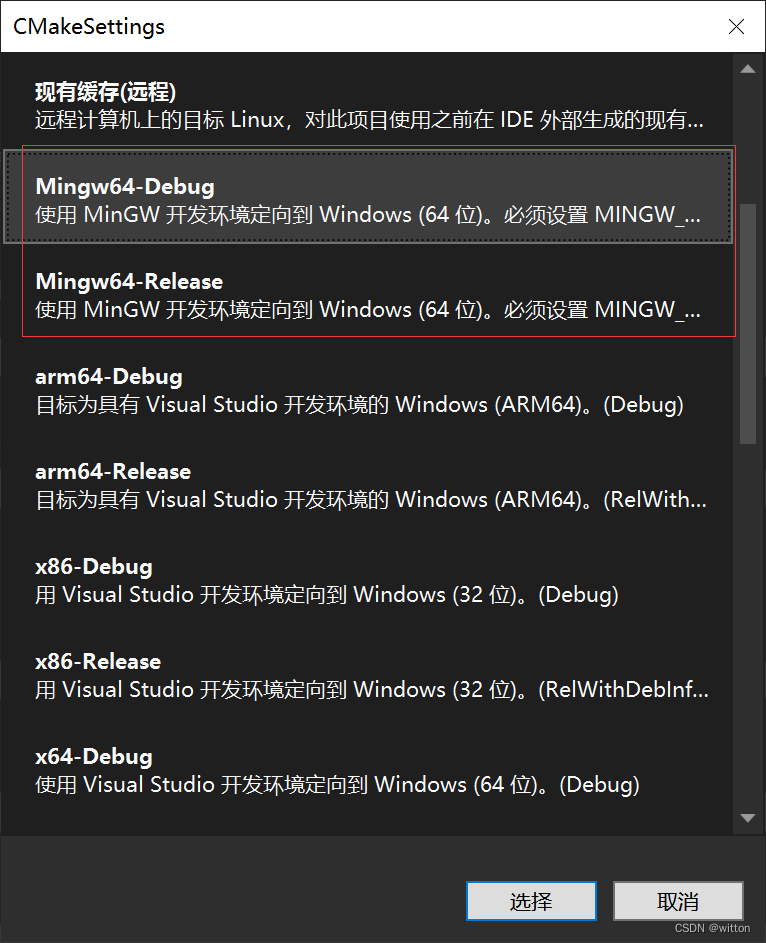 CMakeSettings
现有缓存(远程)
远程计算机上的目标 Linux，对此项目使用之前在 IDE 外部生成的现有...
Mingw64-Debug
使用 MinGW 开发环境定向到 Windows (64 位)。必须设置 MINGW_...
Mingw64-Release
使用 MinGW 开发环境定向到 Windows (64 位)。必须设置 MINGW_...
arm64-Debug
目标为具有 Visual Studio 开发环境的 Windows (ARM64)。(Debug)
arm64-Release
目标为具有 Visual Studio 开发环境的 Windows (ARM64)。(RelWith...
x86-Debug
用 Visual Studio 开发环境定向到 Windows (32 位)。(Debug)
x86-Release
用 Visual Studio 开发环境定向到 Windows (32 位)。(RelWithDebInf...
x64-Debug
使用 Visual Studio 开发环境定向到 Windows (64 位)。(Debug)
选择
取消
CSDN @witton